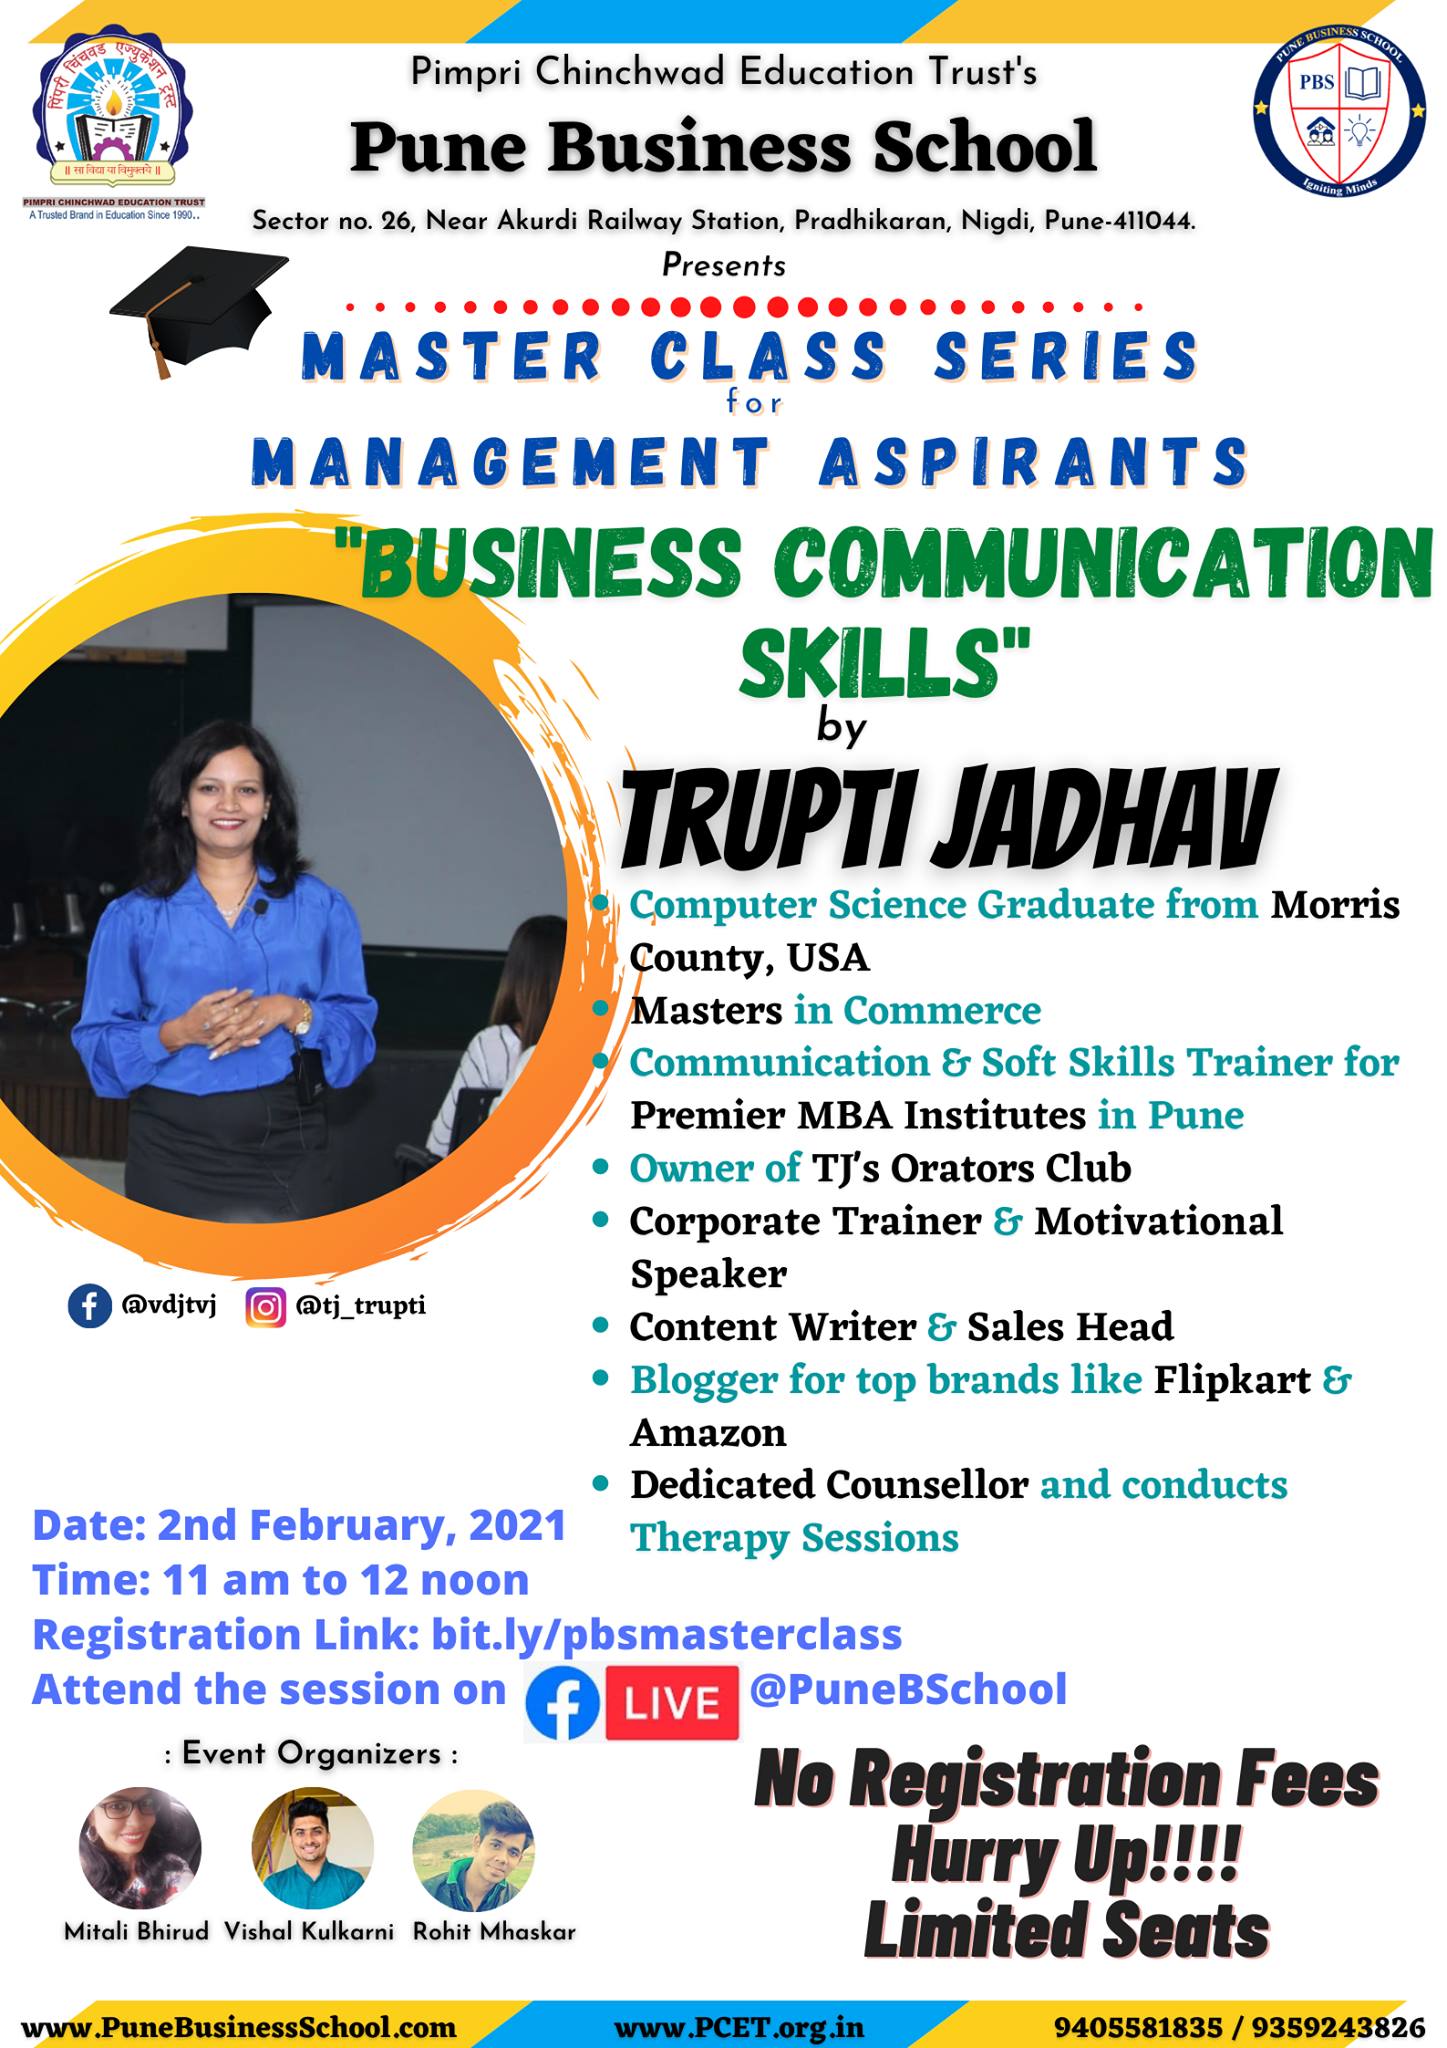 पिंपरी चिंचवड एज्युकेशन ट्रस्ट
॥ सा विद्या या विमुक्तये ॥
PIMPRI CHINCHWAD EDUCATION TRUST
A Trusted Brand in Education Since 1990..
Pimpri Chinchwad Education Trust's
Pune Business School
PUNE BUSINESS SCHOOL
PBS
Igniting Minds
Sector no. 26, Near Akurdi Railway Station, Pradhikaran, Nigdi, Pune-411044.
Presents
MASTER CLASS SERIES
for
MANAGEMENT ASPIRANTS
"BUSINESS COMMUNICATION
SKILLS"
by
TRUPTI JADHAV
• Computer Science Graduate from Morris
County, USA
• Masters in Commerce
• Communication & Soft Skills Trainer for
Premier MBA Institutes in Pune
• Owner of TJ's Orators Club
• Corporate Trainer & Motivational
Speaker
• Content Writer & Sales Head
• Blogger for top brands like Flipkart &
Amazon
• Dedicated Counsellor and conducts
Therapy Sessions
@vdjtvj @tj_trupti
Date: 2nd February, 2021
Time: 11 am to 12 noon
Registration Link: bit.ly/pbsmasterclass
Attend the session on LIVE @PuneBSchool
: Event Organizers :
Mitali Bhirud Vishal Kulkarni Rohit Mhaskar
No Registration Fees
Hurry Up!!!!
Limited Seats
www.PuneBusinessSchool.com www.PCET.org.in 9405581835 / 9359243826